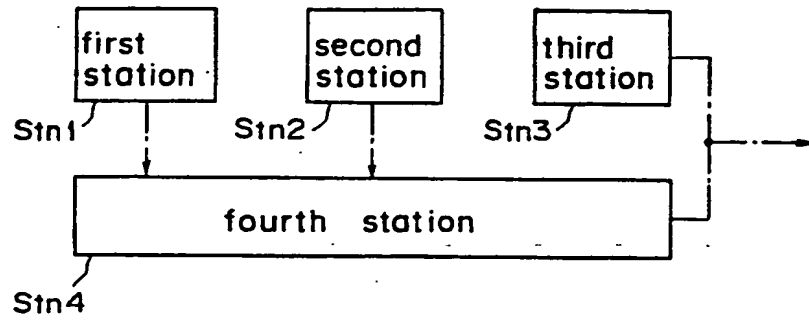 first
station
second
station
third
station
Stn1
Stn2
Stn3
fourth station
Stn4